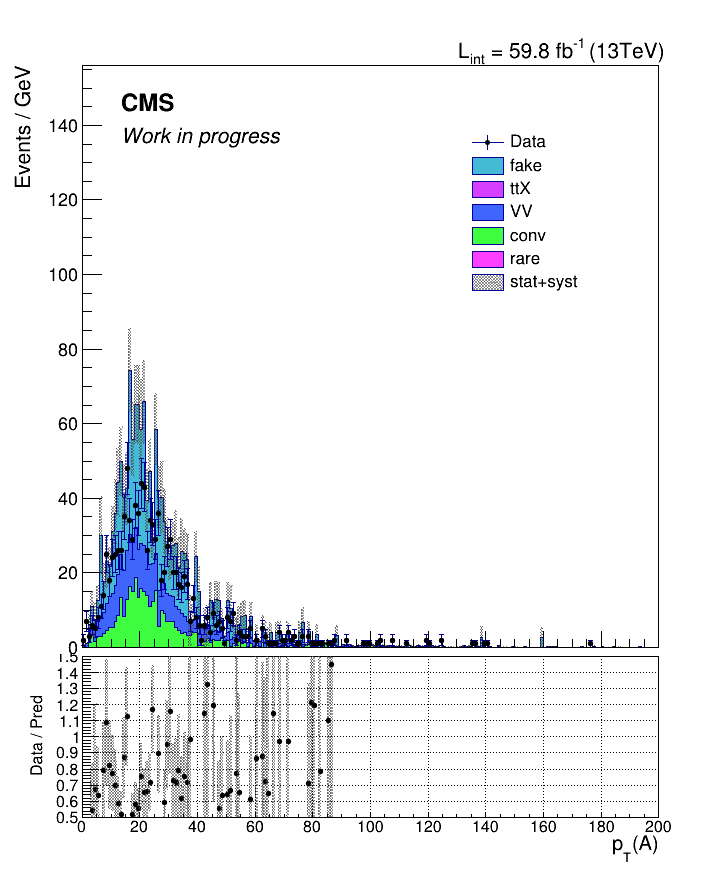 L_int = 59.8 fb^-1 (13TeV)
Events / GeV
CMS
Work in progress
Data
fake
ttX
VV
conv
rare
stat+syst
140
120
100
80
60
40
20
0
1.5
1.4
1.3
1.2
1.1
1
0.9
0.8
0.7
0.6
0.5
Data / Pred
0 20 40 60 80 100 120 140 160 180 200
p_T(A)